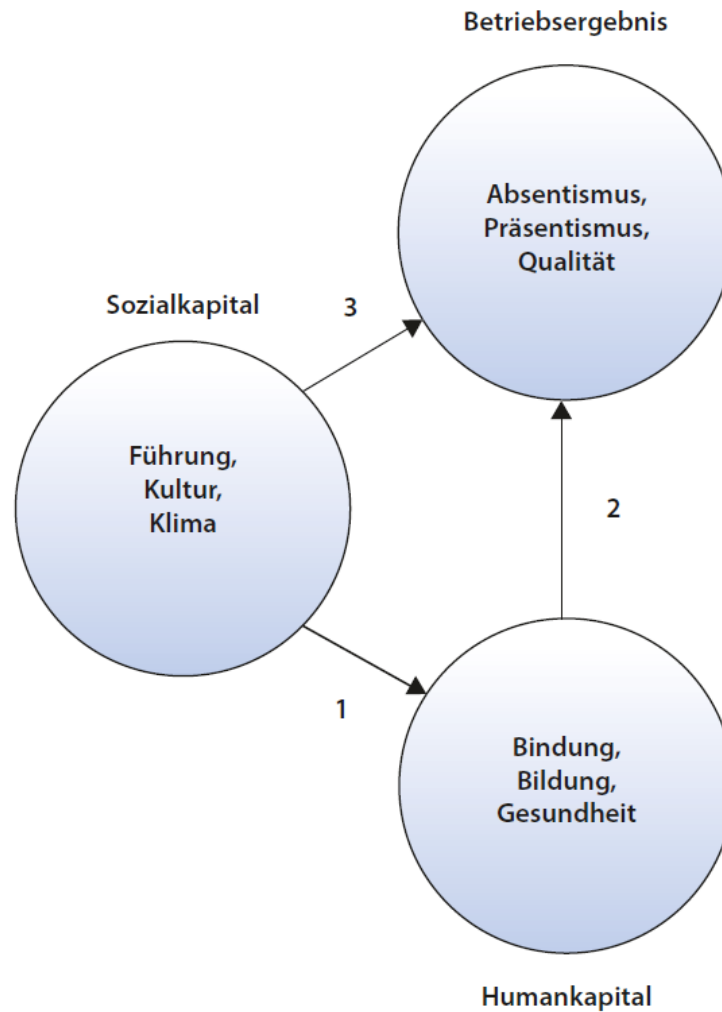 Betriebsergebnis
Absentismus,
Präsentismus,
Qualität
Sozialkapital
3
Führung,
Kultur,
Klima
2
1
Bindung,
Bildung,
Gesundheit
Humankapital